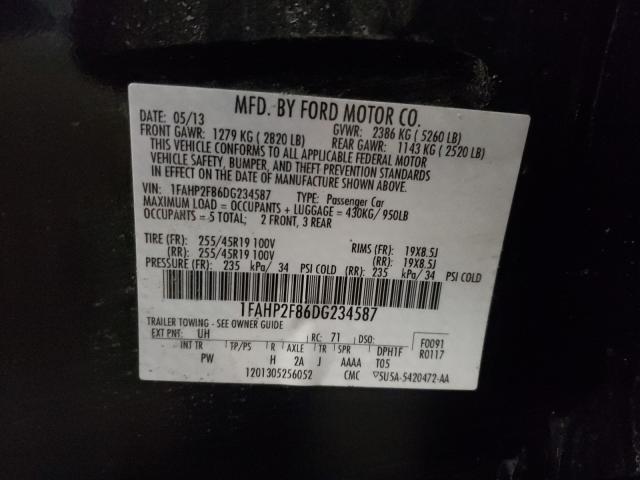 MFD. BY FORD MOTOR CO.
DATE: 05/13 GVWR: 2386 KG ( 5260 LB)
FRONT GAWR: 1279 KG ( 2820 LB) REAR GAWR: 1143 KG ( 2520 LB)
THIS VEHICLE CONFORMS TO ALL APPLICABLE FEDERAL MOTOR
VEHICLE SAFETY, BUMPER, AND THEFT PREVENTION STANDARDS
IN EFFECT ON THE DATE OF MANUFACTURE SHOWN ABOVE.
VIN: 1FAHP2F86DG234587 TYPE: Passenger Car
MAXIMUM LOAD = OCCUPANTS + LUGGAGE = 430KG/ 950LB
OCCUPANTS = 5 TOTAL; 2 FRONT, 3 REAR
TIRE (FR): 255/45R19 100V RIMS (FR): 19X8.5J
(RR): 255/45R19 100V (RR): 19X8.5J
PRESSURE (FR): 235 kPa/ 34 PSI COLD (RR): 235 kPa/ 34 PSI COLD
1FAHP2F86DG234587
TRAILER TOWING - SEE OWNER GUIDE
EXT PNT: UH RC: 71 DSO: F0091
R0117
INT TR TP/PS R AXLE TR SPR DPH1F
PW H 2A J AAAA T05
1201305256052 CMC 5U5A-5420472-AA